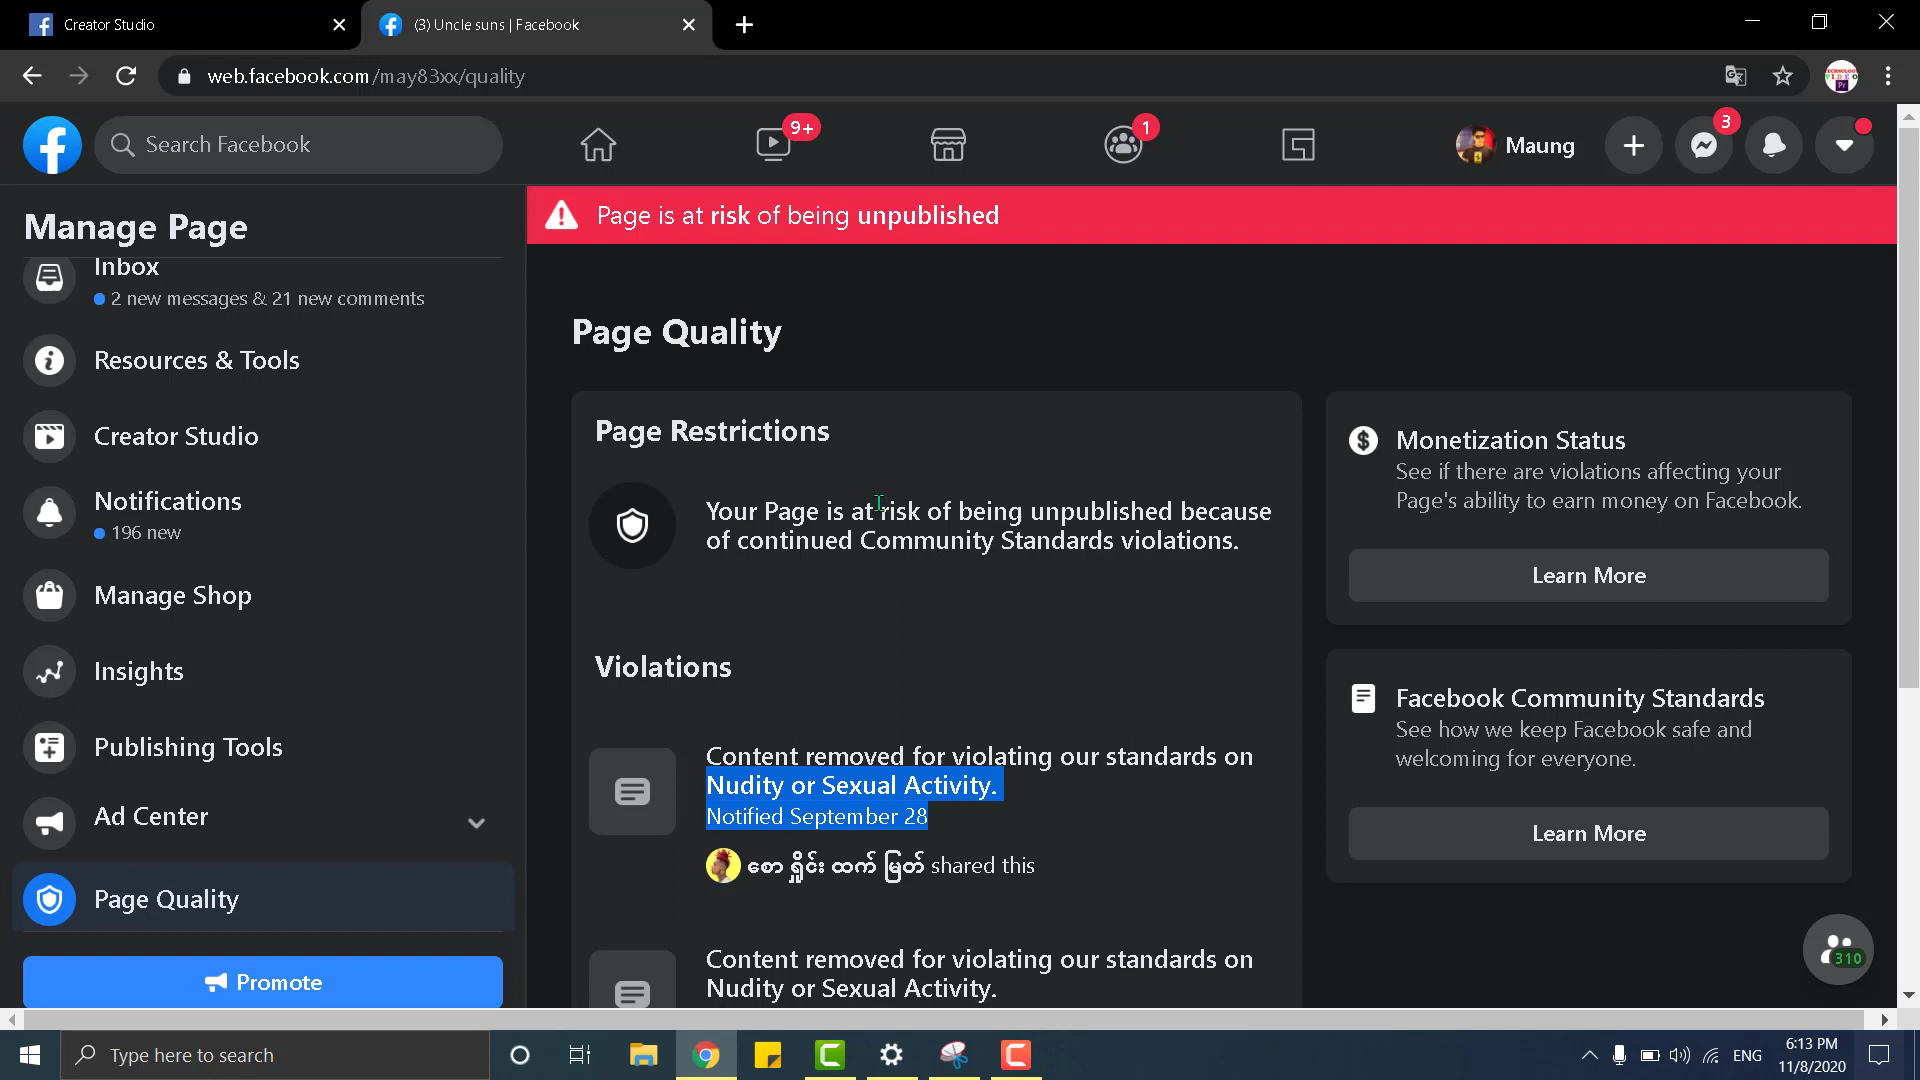 Creator Studio
(3) Uncle suns | Facebook
web.facebook.com/may83xx/quality
TECHNOLOGY
VIDEO
Pr
Search Facebook
9+
1
Maung
3
Manage Page
Inbox
2 new messages & 21 new comments
Resources & Tools
Creator Studio
Notifications
196 new
Manage Shop
Insights
Publishing Tools
Ad Center
Page Quality
Promote
Page is at risk of being unpublished
Page Quality
Page Restrictions
Your Page is at risk of being unpublished because
of continued Community Standards violations.
Violations
Content removed for violating our standards on
Nudity or Sexual Activity.
Notified September 28
စော ရှိုင်း ထက် မြတ် shared this
Content removed for violating our standards on
Nudity or Sexual Activity.
Monetization Status
See if there are violations affecting your
Page's ability to earn money on Facebook.
Learn More
Facebook Community Standards
See how we keep Facebook safe and
welcoming for everyone.
Learn More
310
Type here to search
ENG
6:13 PM
11/8/2020